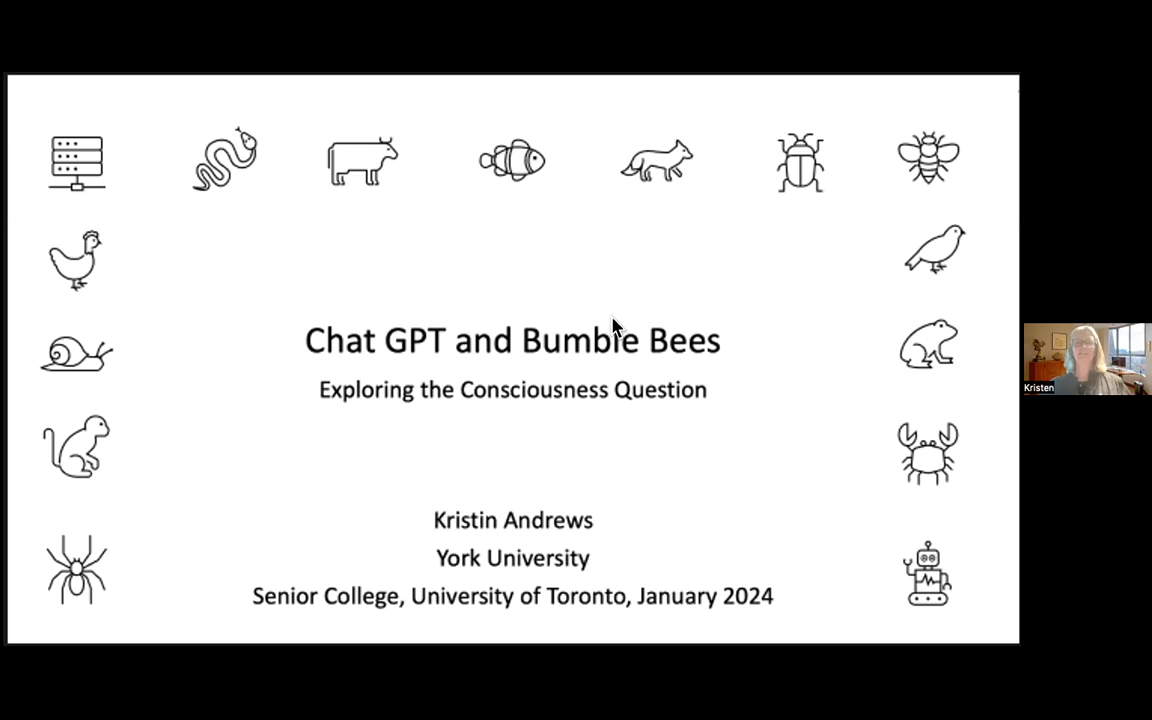 Chat GPT and Bumble Bees
Exploring the Consciousness Question
Kristen
Kristin Andrews
York University
Senior College, University of Toronto, January 2024